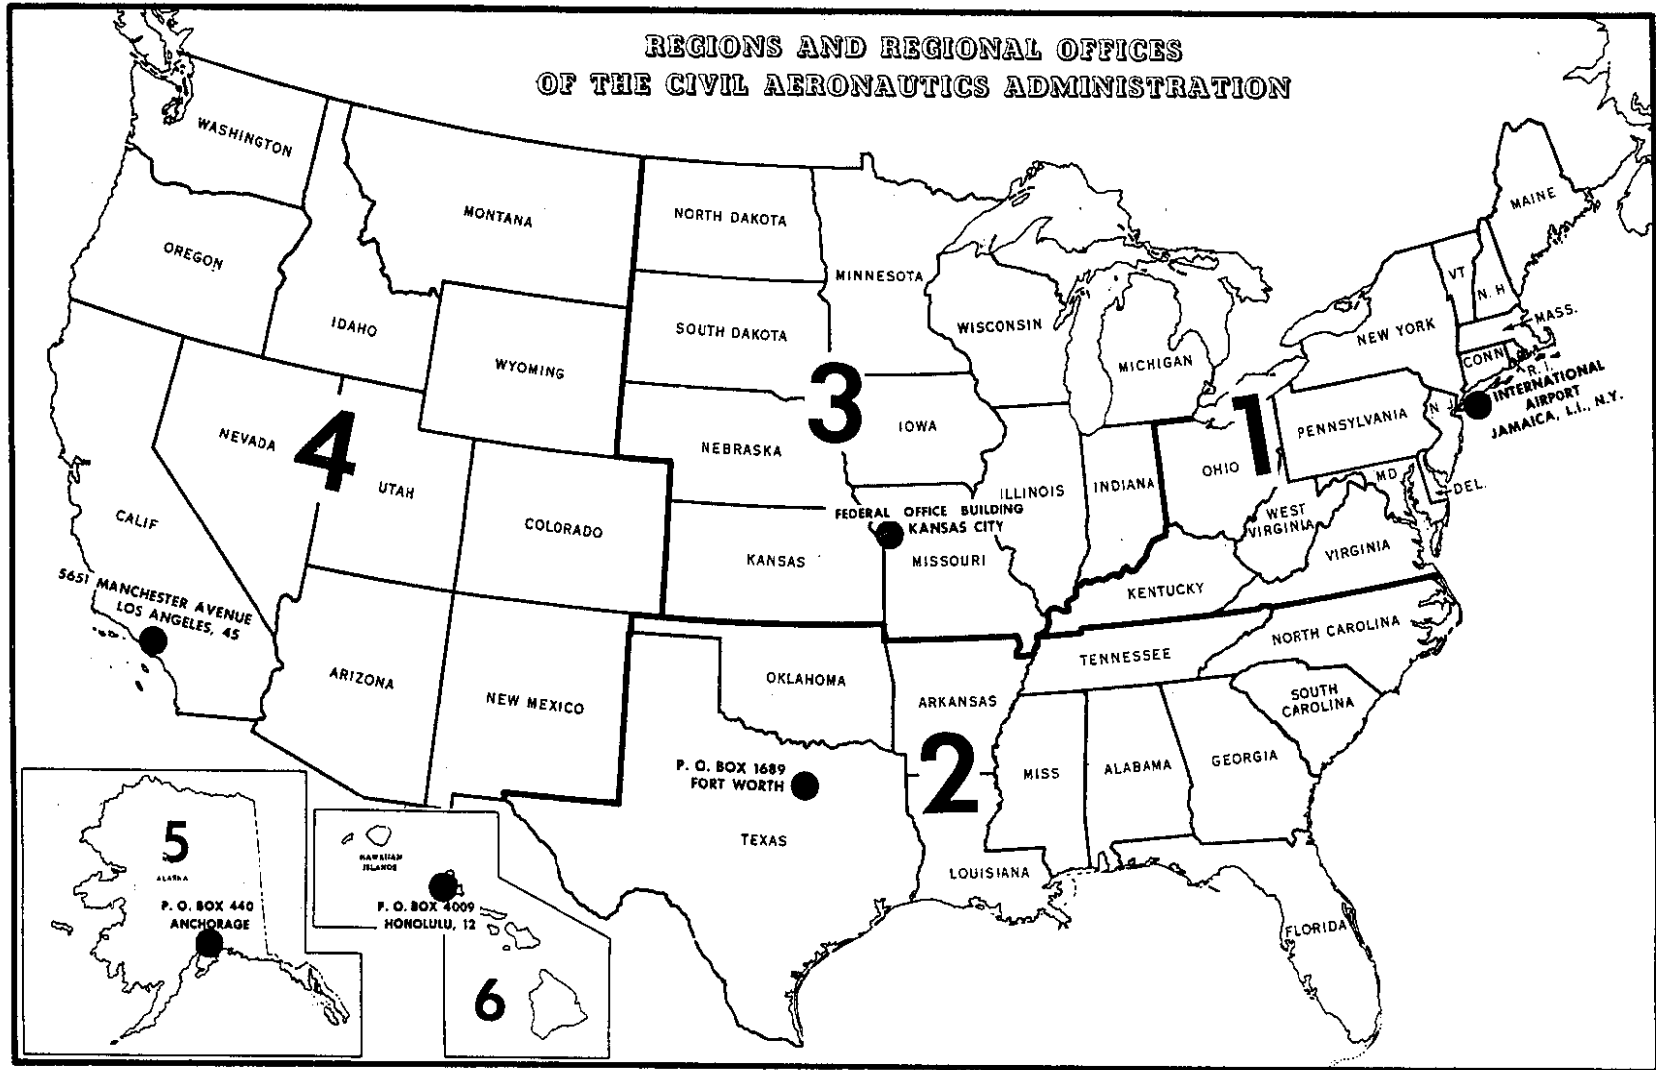 REGIONS AND REGIONAL OFFICES
OF THE CIVIL AERONAUTICS ADMINISTRATION
WASHINGTON
OREGON
IDAHO
MONTANA
WYOMING
NEVADA
4
UTAH
CALIF
COLORADO
5651 MANCHESTER AVENUE
LOS ANGELES, 45
ARIZONA
NEW MEXICO
NORTH DAKOTA
SOUTH DAKOTA
MINNESOTA
WISCONSIN
MICHIGAN
3
NEBRASKA
IOWA
ILLINOIS
INDIANA
FEDERAL OFFICE BUILDING
KANSAS CITY
KANSAS
MISSOURI
MAINE
VT
N. H
MASS.
NEW YORK
CONN
R. I.
INTERNATIONAL
AIRPORT
JAMAICA, L.I., N.Y.
1
PENNSYLVANIA
N J
OHIO
MD
DEL.
WEST
VIRGINIA
VIRGINIA
KENTUCKY
TENNESSEE
NORTH CAROLINA
SOUTH
CAROLINA
OKLAHOMA
ARKANSAS
P. O. BOX 1689
FORT WORTH
2
MISS
ALABAMA
GEORGIA
TEXAS
LOUISIANA
FLORIDA
5
ALASKA
P. O. BOX 440
ANCHORAGE
HAWAIIAN
ISLANDS
P. O. BOX 4009
HONOLULU, 12
6